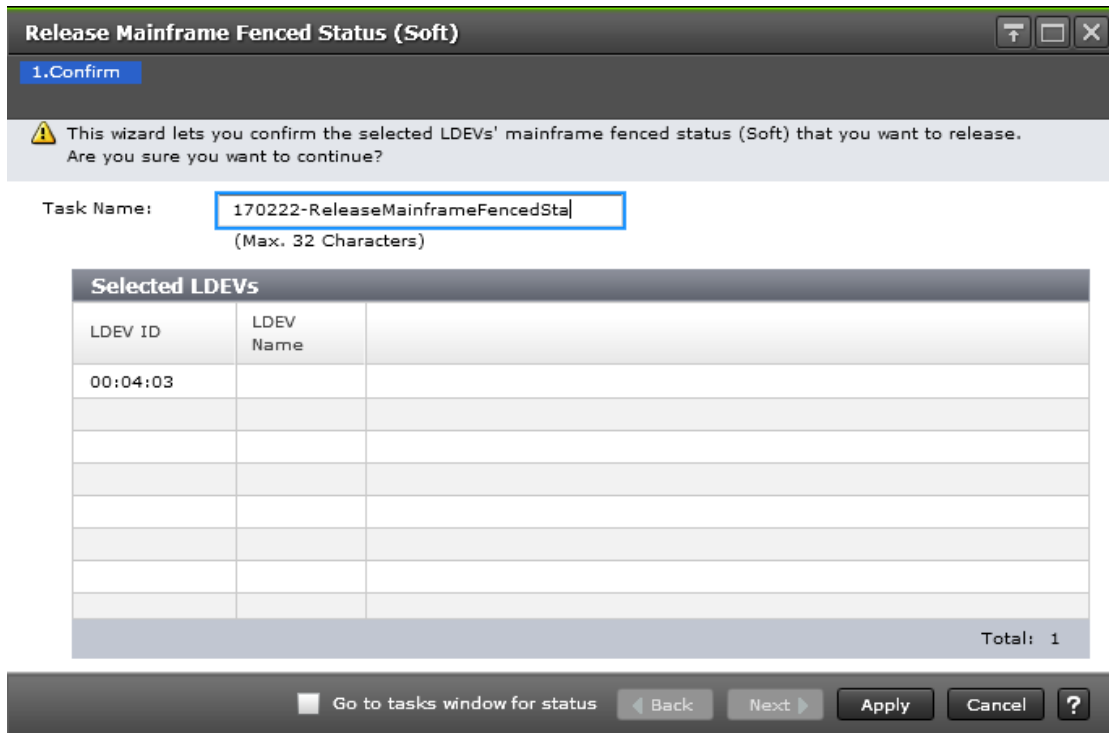 Release Mainframe Fenced Status (Soft)
1.Confirm
This wizard lets you confirm the selected LDEVs' mainframe fenced status (Soft) that you want to release.
Are you sure you want to continue?
Task Name: 170222-ReleaseMainframeFencedSta
(Max. 32 Characters)
Selected LDEVs
LDEV ID LDEV
Name
00:04:03
Total: 1
Go to tasks window for status Back Next Apply Cancel ?